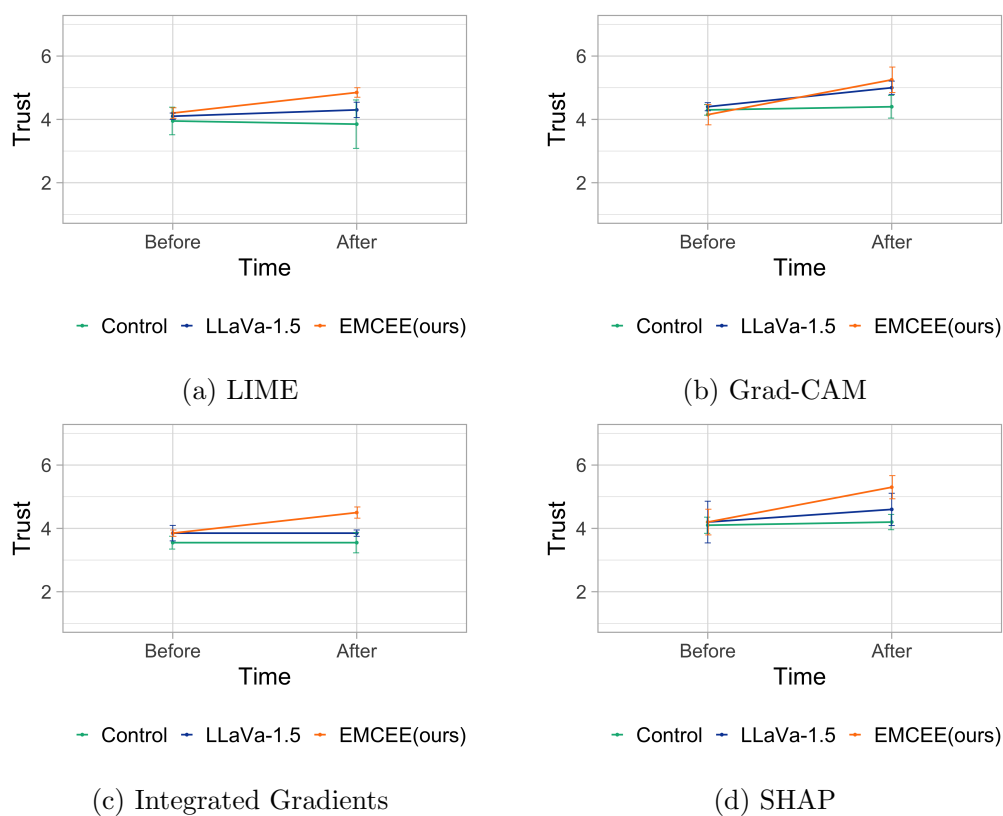 6
4
2
Trust
Before After
Time
Control LLaVa-1.5 EMCEE(ours)
(a) LIME
6
4
2
Trust
Before After
Time
Control LLaVa-1.5 EMCEE(ours)
(b) Grad-CAM
6
4
2
Trust
Before After
Time
Control LLaVa-1.5 EMCEE(ours)
(c) Integrated Gradients
6
4
2
Trust
Before After
Time
Control LLaVa-1.5 EMCEE(ours)
(d) SHAP